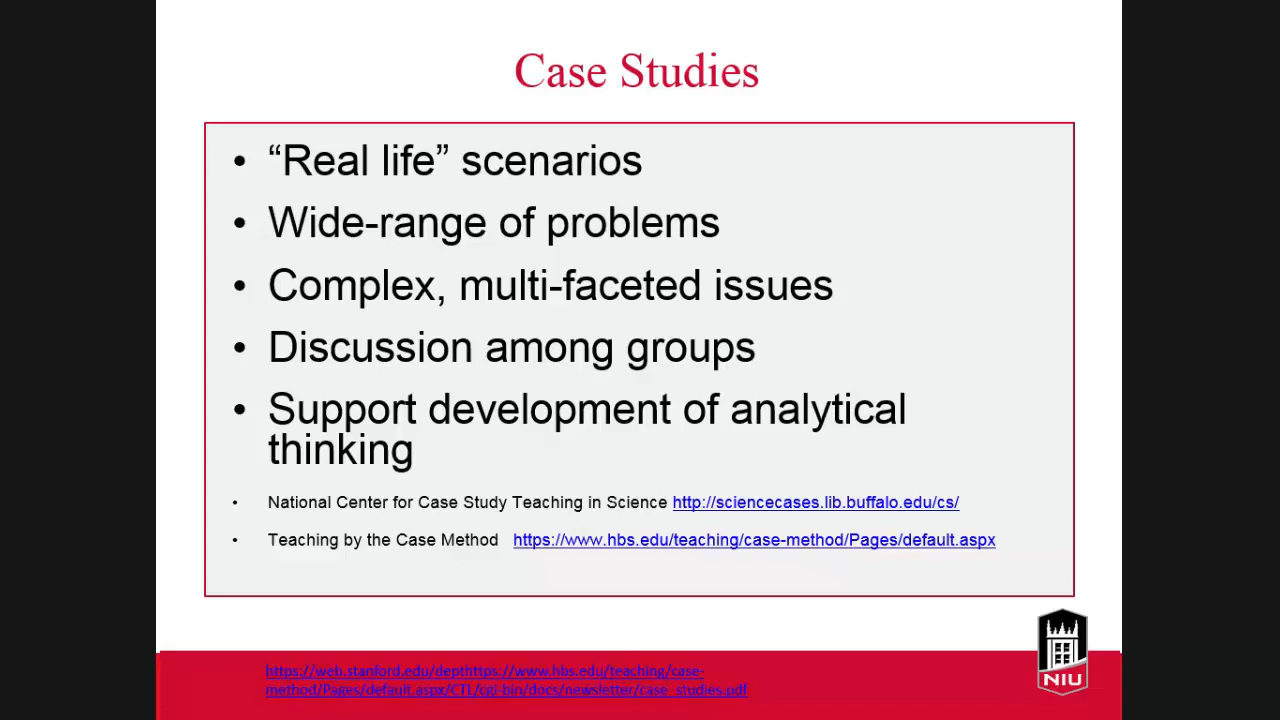 Case Studies
• “Real life” scenarios
• Wide-range of problems
• Complex, multi-faceted issues
• Discussion among groups
• Support development of analytical
thinking
• National Center for Case Study Teaching in Science http://sciencecases.lib.buffalo.edu/cs/
• Teaching by the Case Method https://www.hbs.edu/teaching/case-method/Pages/default.aspx
https://web.stanford.edu/depthttps://www.hbs.edu/teaching/case-
method/Pages/default.aspx/CTL/cgi-bin/docs/newsletter/case_studies.pdf
NIU